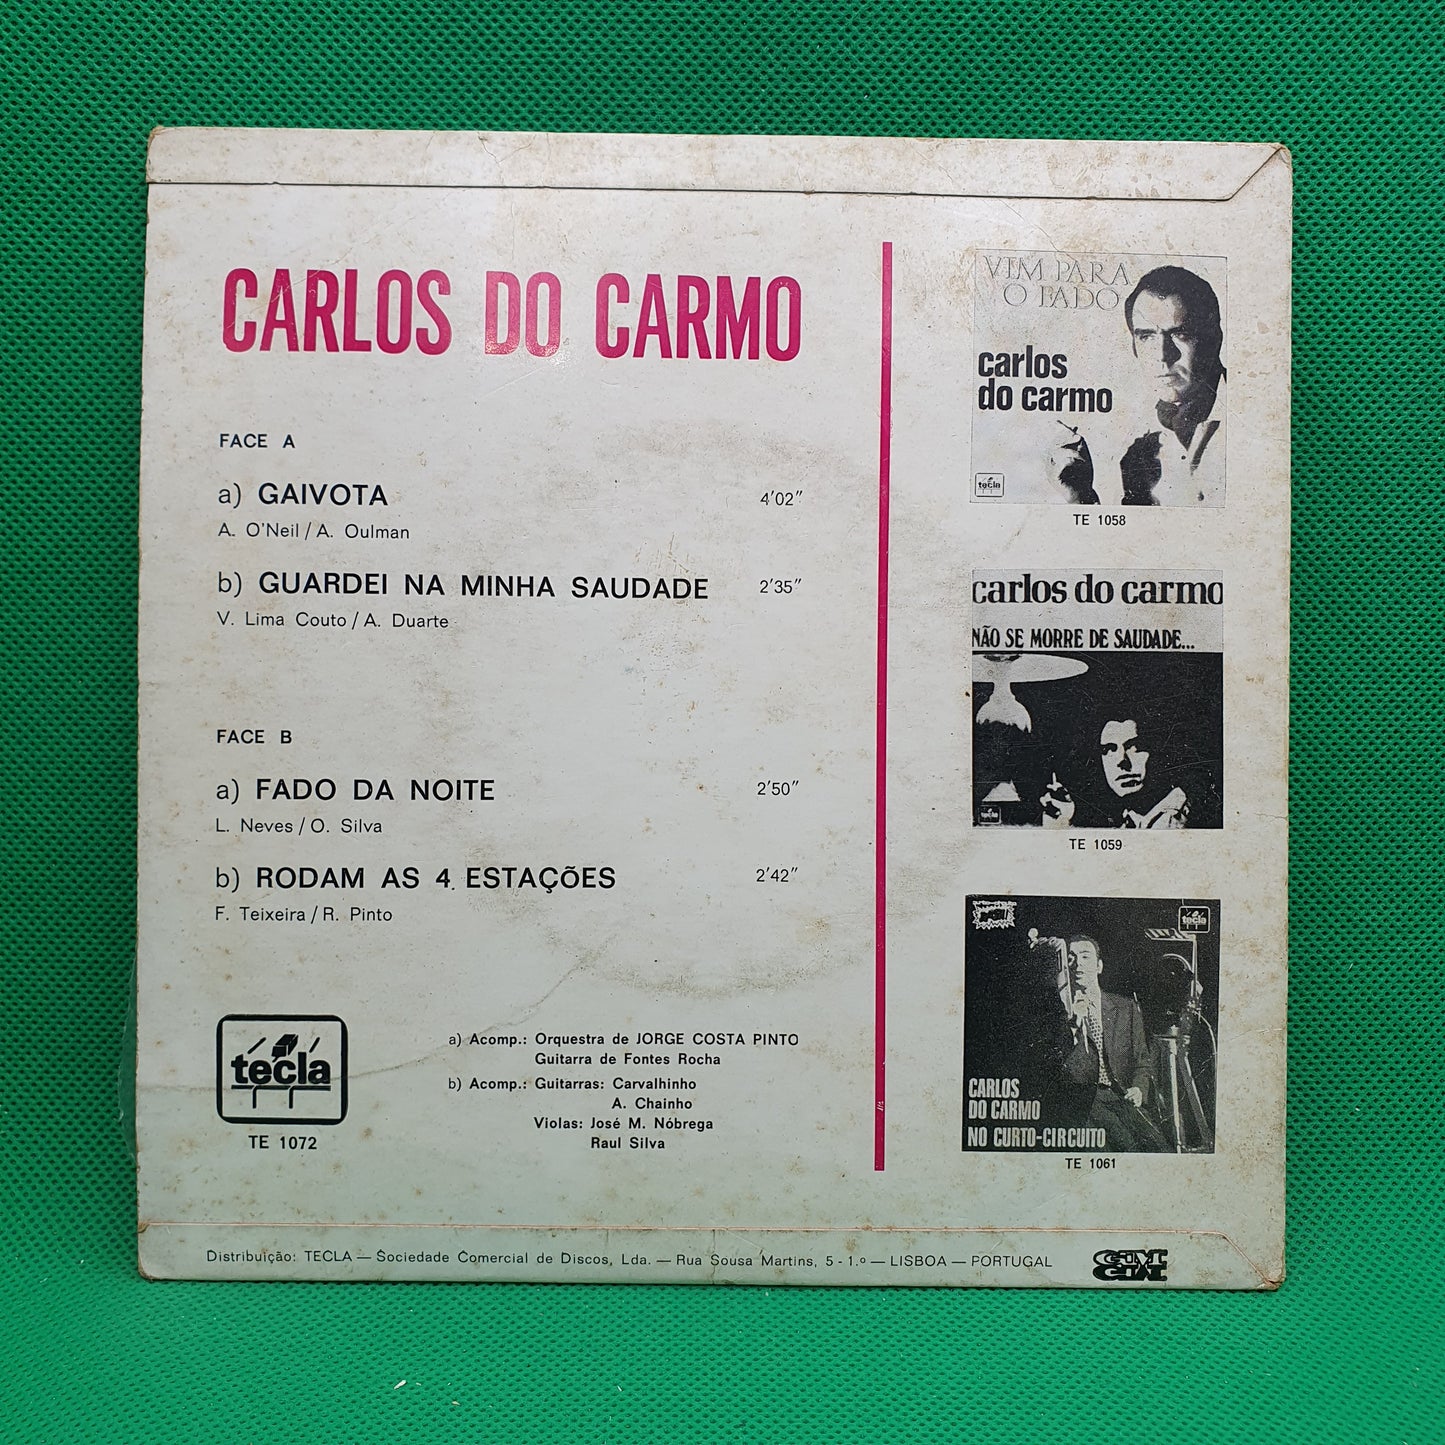 CARLOS DO CARMO
FACE A
a) GAIVOTA 4'02"
A. O'Neil / A. Oulman
b) GUARDEI NA MINHA SAUDADE 2'35"
V. Lima Couto / A. Duarte
FACE B
a) FADO DA NOITE 2'50"
L. Neves / O. Silva
b) RODAM AS 4 ESTAÇÕES 2'42"
F. Teixeira / R. Pinto
tecla
TE 1072
a) Acomp.: Orquestra de JORGE COSTA PINTO
Guitarra de Fontes Rocha
b) Acomp.: Guitarras: Carvalhinho
A. Chainho
Violas: José M. Nóbrega
Raul Silva
VIM PARA
O FADO
carlos
do carmo
tecla
TE 1058
carlos do carmo
NÃO SE MORRE DE SAUDADE...
tecla
TE 1059
tecla
CARLOS
DO CARMO
NO CURTO-CIRCUITO
TE 1061
Distribuição: TECLA — Sociedade Comercial de Discos, Lda. — Rua Sousa Martins, 5 - 1.º — LISBOA — PORTUGAL